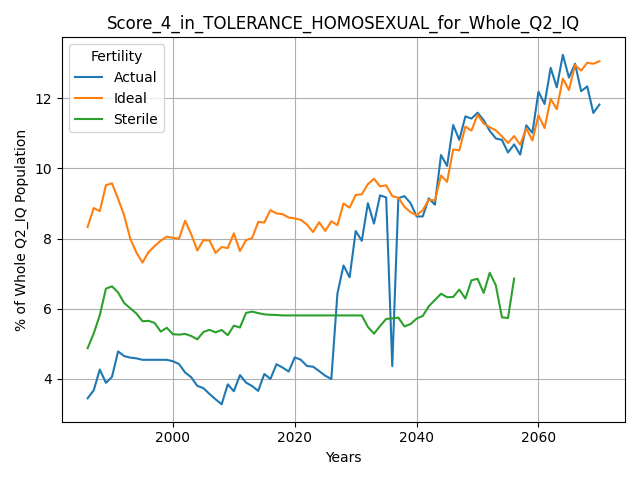 Score_4_in_TOLERANCE_HOMOSEXUAL_for_Whole_Q2_IQ
Fertility
Actual
Ideal
Sterile
% of Whole Q2_IQ Population
12
10
8
6
4
2000
2020
2040
2060
Years